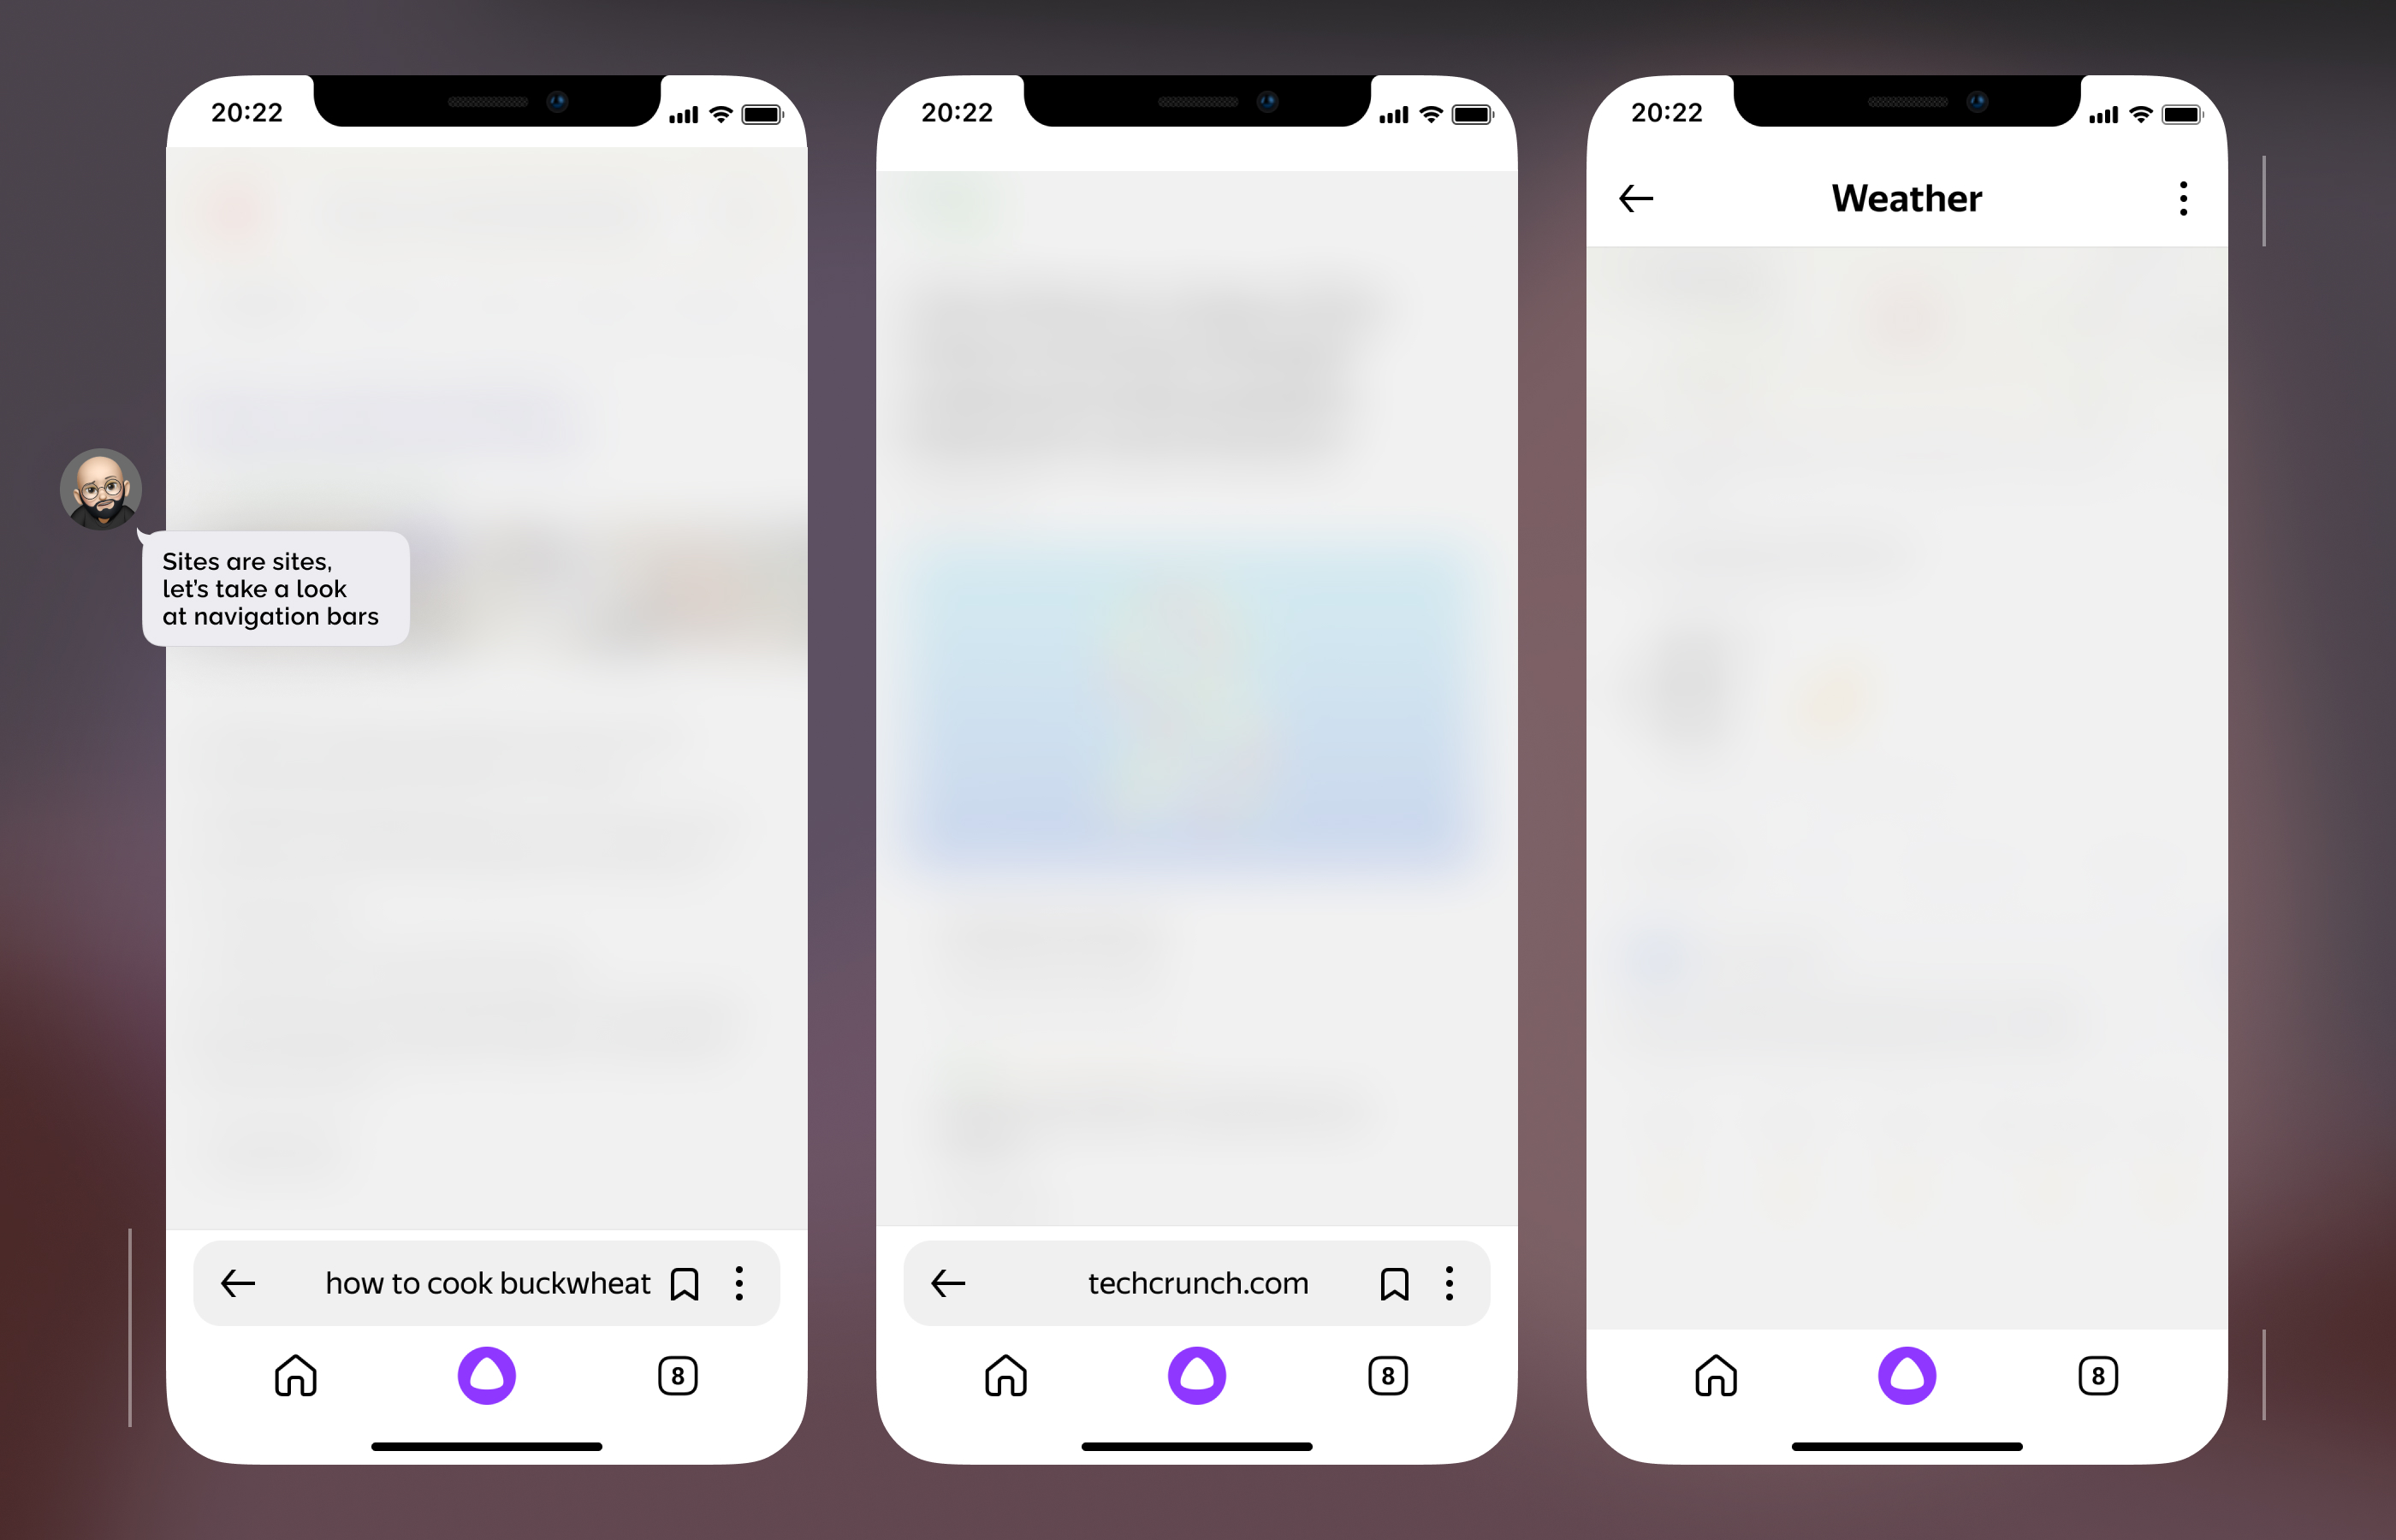 20:22
20:22
20:22
Weather
Sites are sites,
let's take a look
at navigation bars
how to cook buckwheat
techcrunch.com
8
8
8